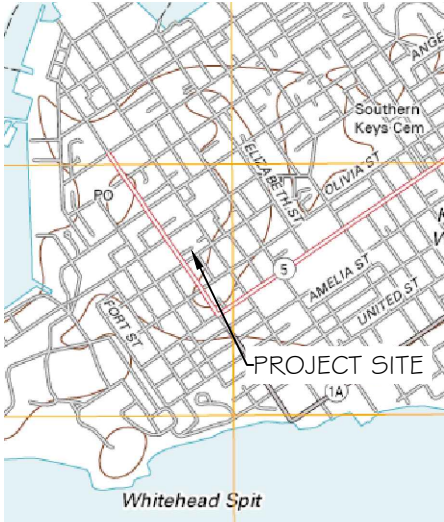 ANGE
Southern
Keys Cem
ELIZABETH ST
OLIVIA ST
PO
5
AMELIA ST
UNITED ST
FORT ST
PROJECT SITE
1A
Whitehead Spit